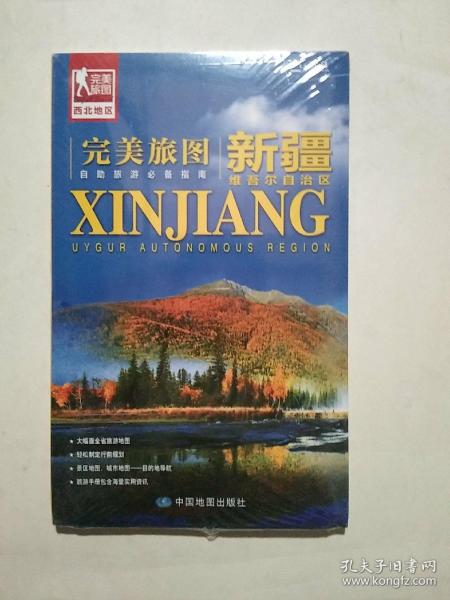 完美
旅图
西北地区
完美旅图
自助旅游必备指南
新疆
维吾尔自治区
XINJIANG
UYGUR AUTONOMOUS REGION
★ 大幅面全省旅游地图
★ 轻松制定行前规划
★ 景区地图、城市地图——目的地导航
★ 旅游手册包含海量实用资讯
中国地图出版社
孔夫子旧书网
www.kongfz.com